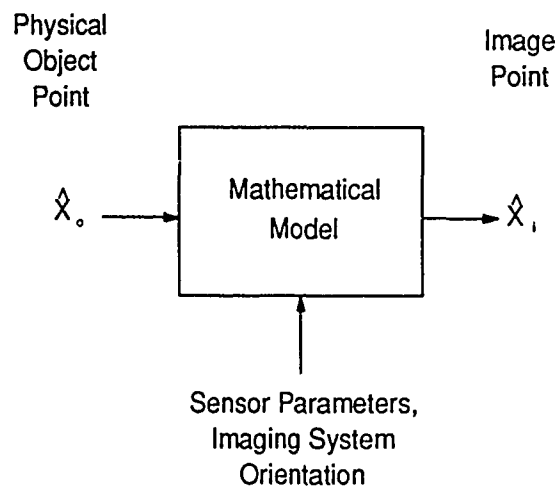 Physical
Object
Point
Image
Point
X̂ₒ
Mathematical
Model
X̂ᵢ
Sensor Parameters,
Imaging System
Orientation